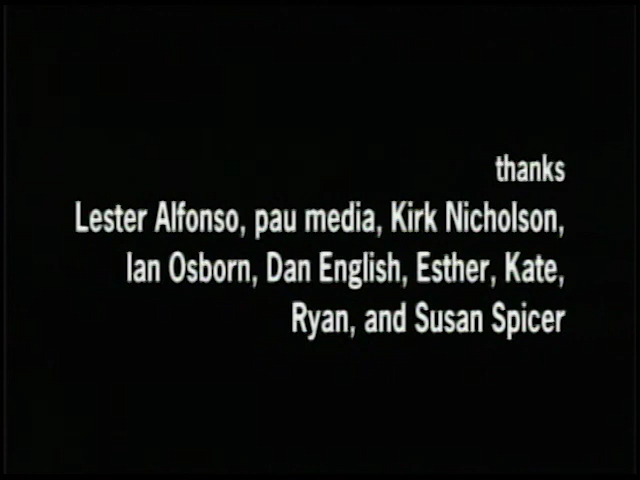 thanks
Lester Alfonso, pau media, Kirk Nicholson,
Ian Osborn, Dan English, Esther, Kate,
Ryan, and Susan Spicer